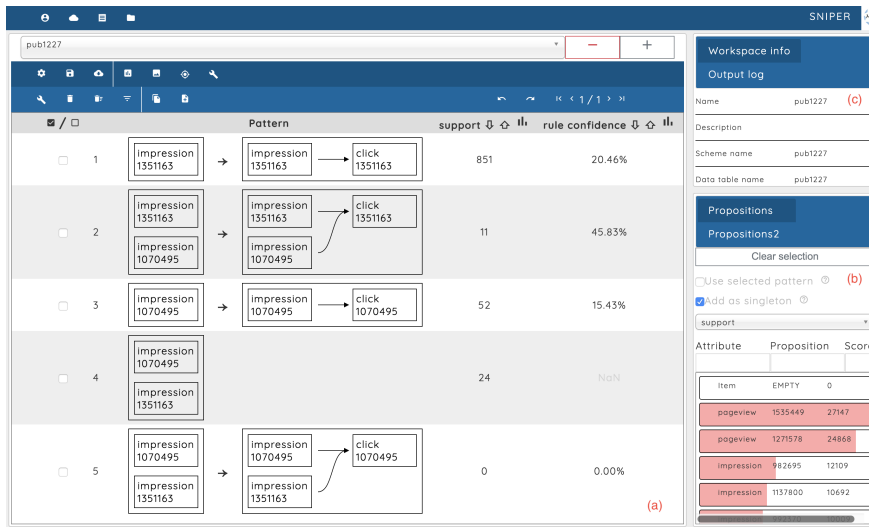 SNIPER
pub1227
− +
1 / 1
/ Pattern support rule confidence
1 impression 1351163 → impression 1351163 click 1351163 851 20.46%
2 impression 1351163 impression 1070495 → impression 1351163 click 1351163 impression 1070495 11 45.83%
3 impression 1070495 → impression 1070495 click 1070495 52 15.43%
4 impression 1070495 impression 1351163 24 NaN
5 impression 1070495 impression 1351163 → impression 1070495 click 1070495 impression 1351163 0 0.00%
(a)
Workspace info
Output log
Name pub1227 (c)
Description
Scheme name pub1227
Data table name pub1227
Propositions
Propositions2
Clear selection
Use selected pattern (b)
Add as singleton
support
Attribute Proposition Score
Item EMPTY 0
pageview 1535449 27147
pageview 1271578 24868
impression 982695 12109
impression 1137800 10692